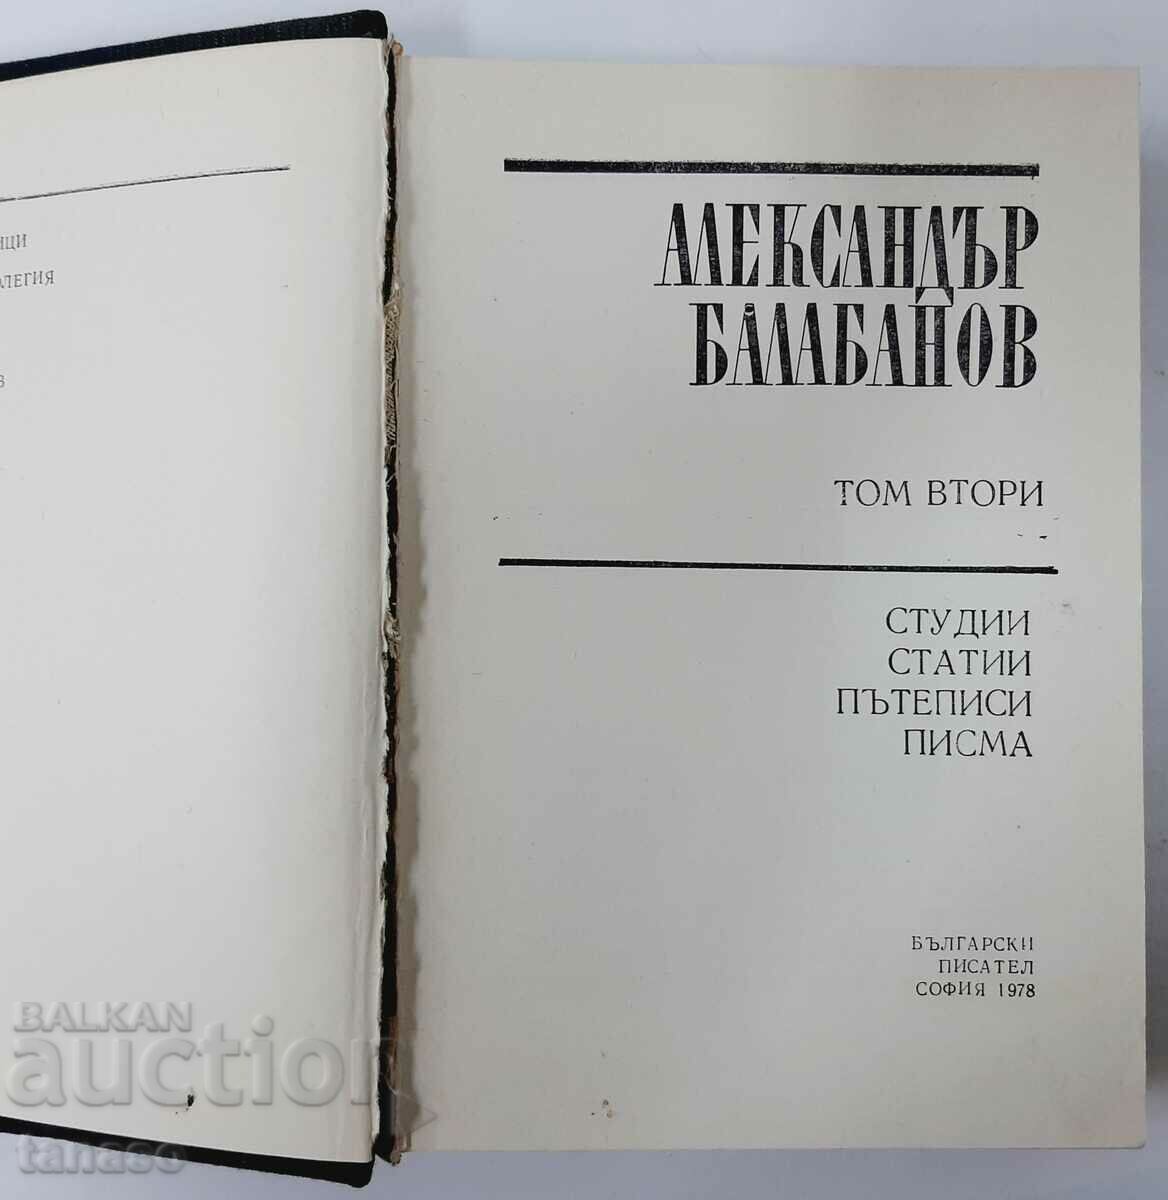 АЛЕКСАНДЪР
БАЛАБАНОВ
ТОМ ВТОРИ
СТУДИИ
СТАТИИ
ПЪТЕПИСИ
ПИСМА
БЪЛГАРСКИ
ПИСАТЕЛ
СОФИЯ 1978
BALKAN
auction
tanaso